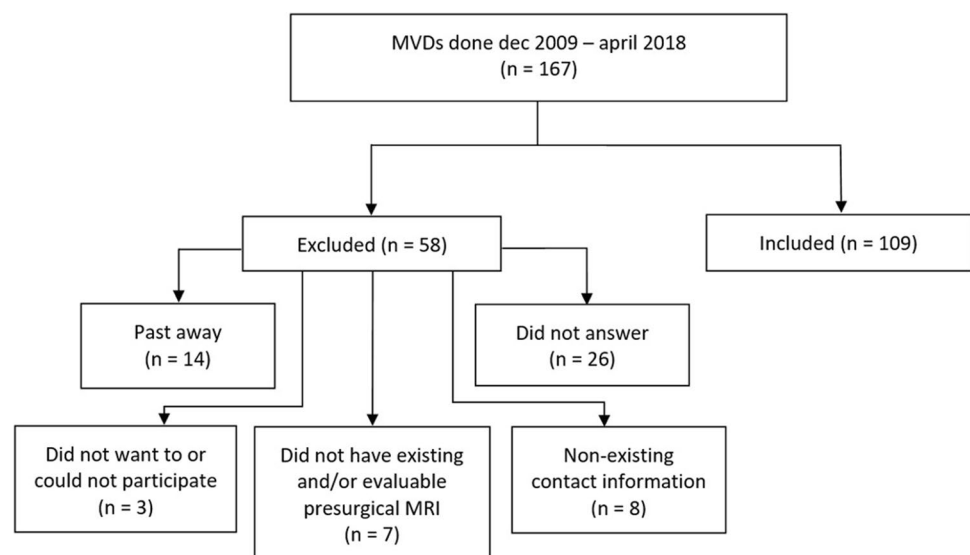 MVDs done dec 2009 – april 2018
(n = 167)
Excluded (n = 58)
Included (n = 109)
Past away
(n = 14)
Did not answer
(n = 26)
Did not want to or
could not participate
(n = 3)
Did not have existing
and/or evaluable
presurgical MRI
(n = 7)
Non-existing
contact information
(n = 8)